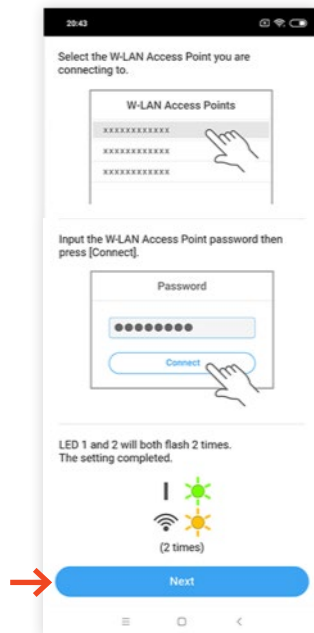 20:43
Select the W-LAN Access Point you are
connecting to.
W-LAN Access Points
xxxxxxxxxxxx
xxxxxxxxxxxx
xxxxxxxxxxxx
Input the W-LAN Access Point password then
press [Connect].
Password
Connect
LED 1 and 2 will both flash 2 times.
The setting completed.
(2 times)
Next